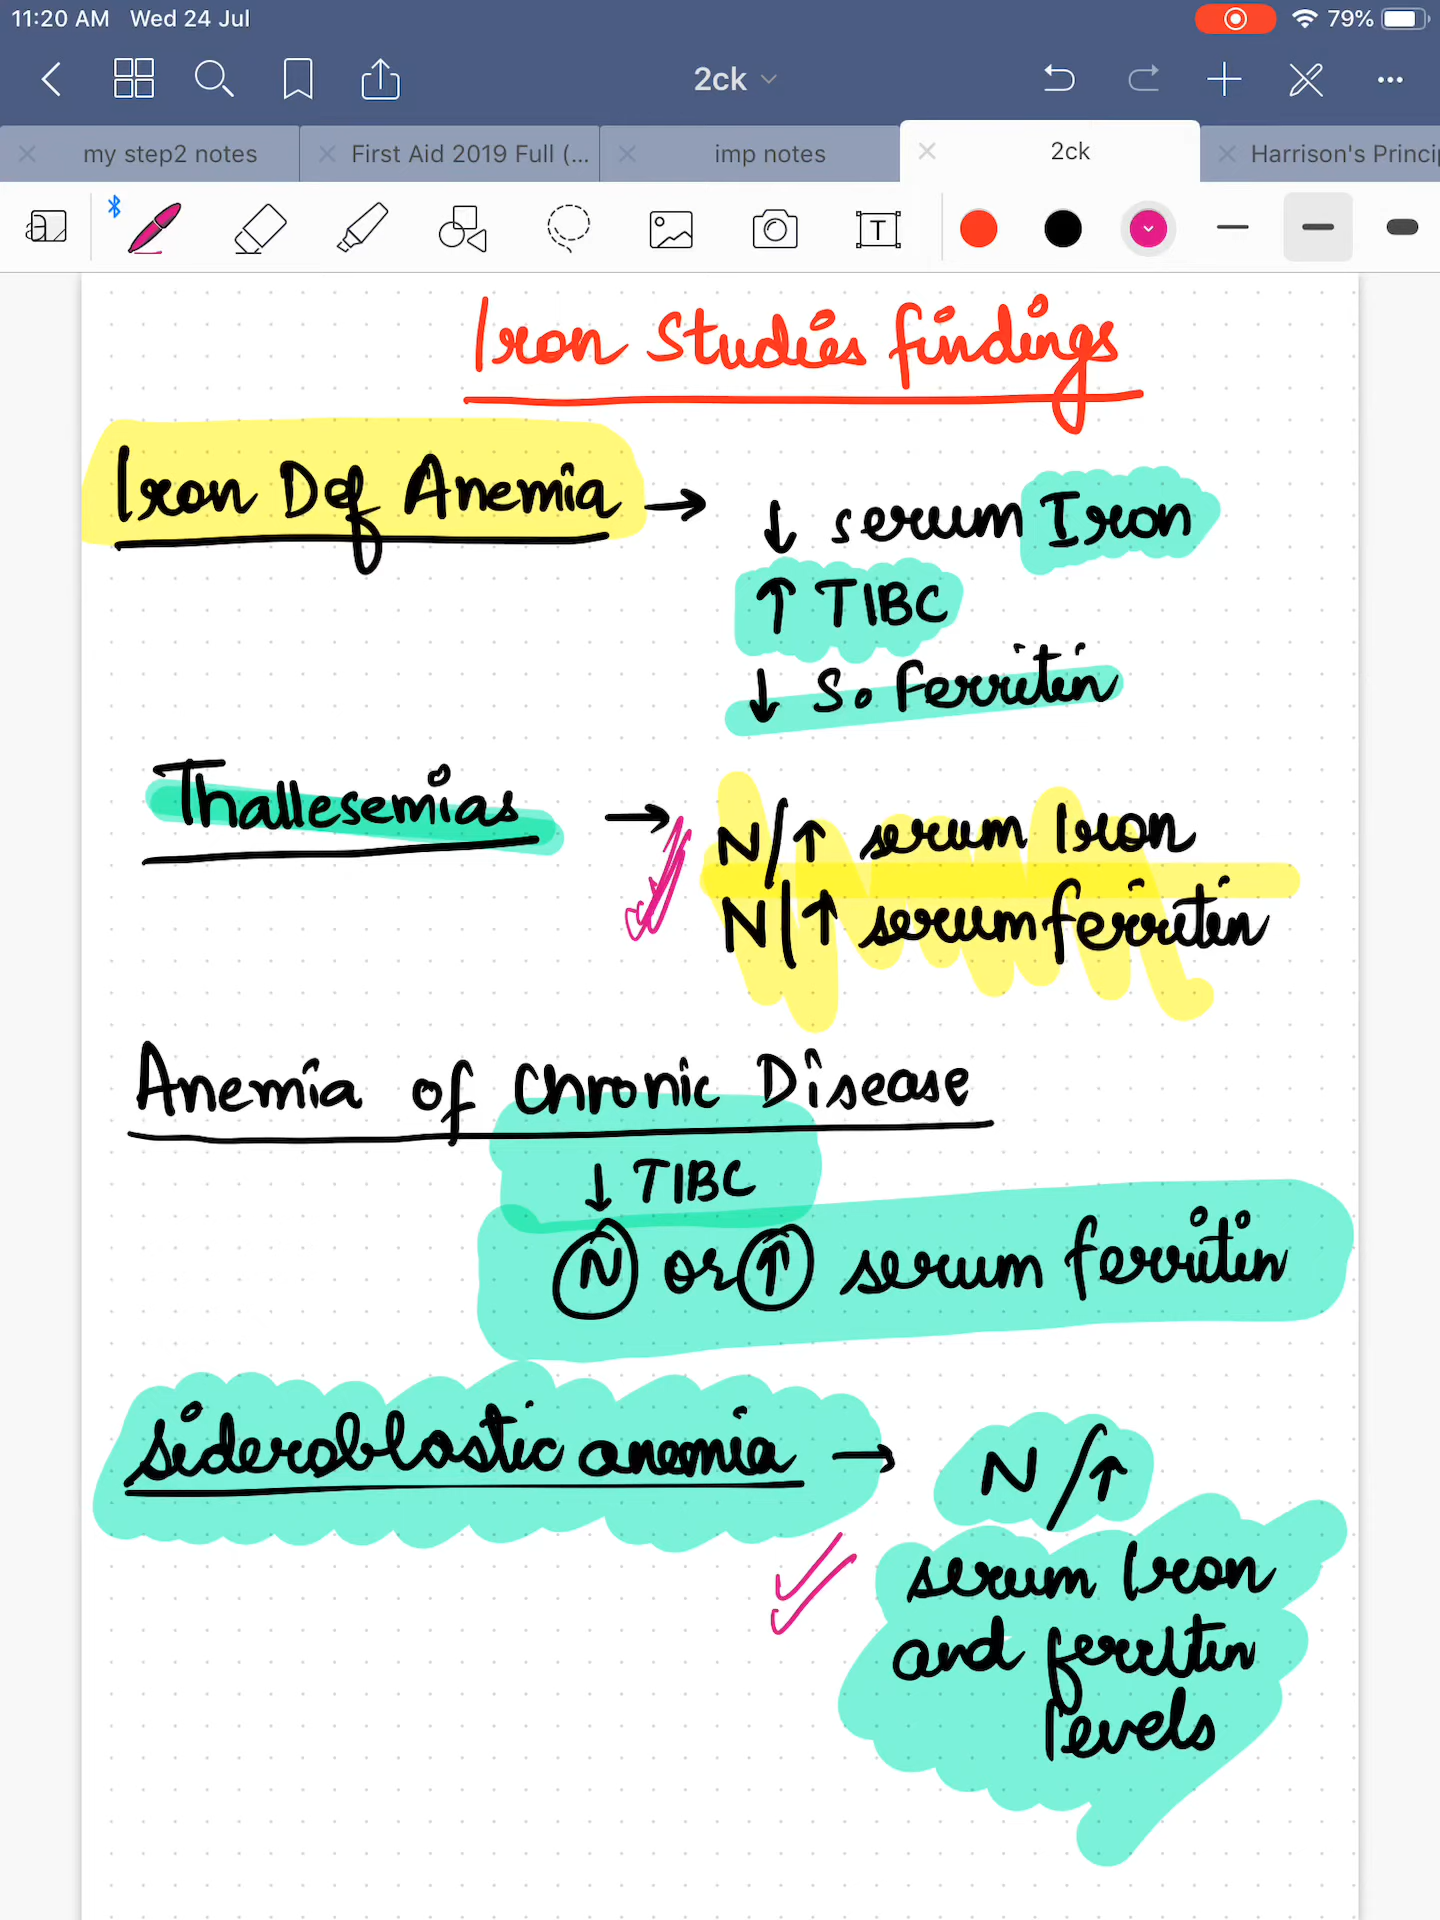 11:20 AM Wed 24 Jul
79%
2ck
my step2 notes
First Aid 2019 Full (...
imp notes
2ck
Harrison's Princip
T
Iron Studies findings
Iron Def Anemia → ↓ serum Iron
↑ TIBC
↓ S. Ferritin
Thallesemias → N/↑ serum Iron
N/↑ serum ferritin
Anemia of Chronic Disease
↓ TIBC
N or ↑ serum ferritin
sideroblastic anemia → N/↑
serum Iron
and ferritin
levels